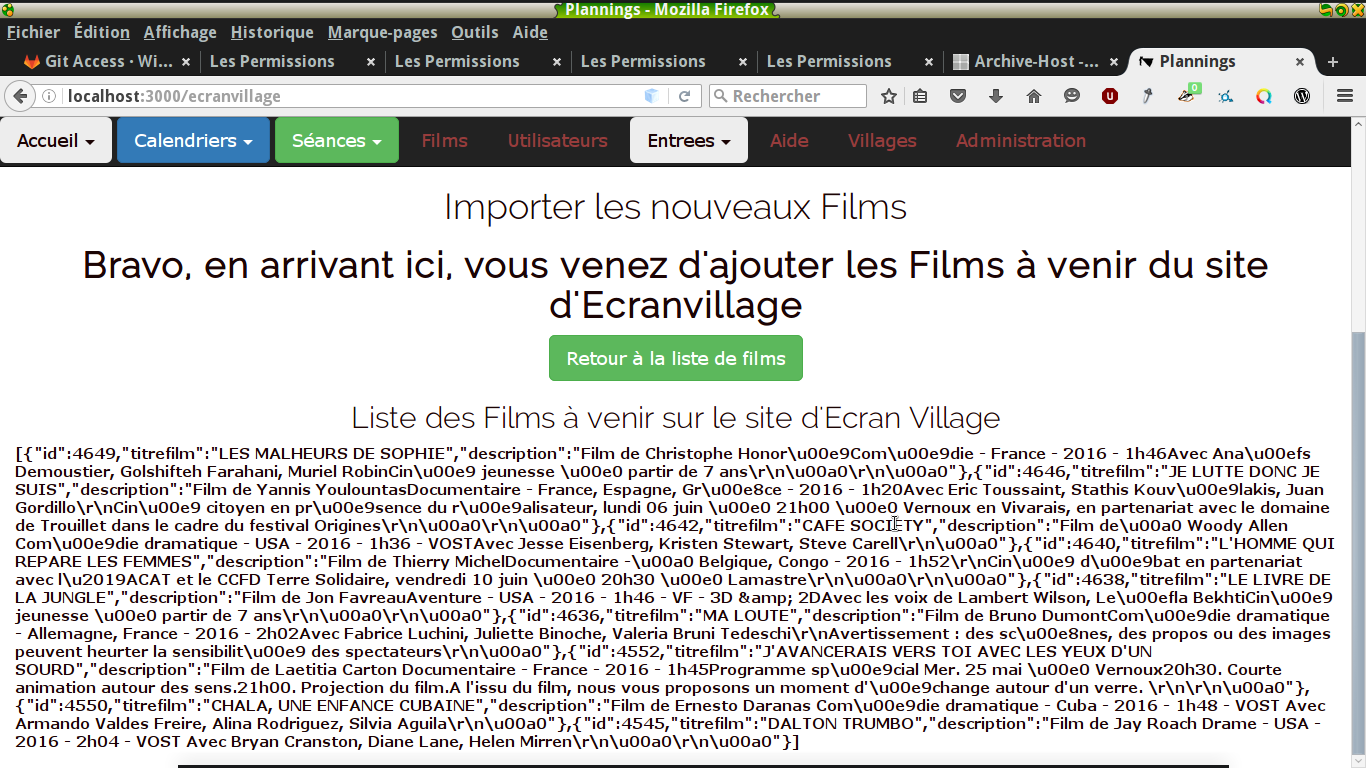 Plannings - Mozilla Firefox
Fichier Édition Affichage Historique Marque-pages Outils Aide
Git Access · Wi... × Les Permissions × Les Permissions × Les Permissions × Les Permissions × Archive-Host -... × Plannings × +
localhost:3000/ecranvillage Rechercher 0
Accueil Calendriers Séances Films Utilisateurs Entrees Aide Villages Administration
Importer les nouveaux Films
Bravo, en arrivant ici, vous venez d'ajouter les Films à venir du site
d'Ecranvillage
Retour à la liste de films
Liste des Films à venir sur le site d'Ecran Village
[{"id":4649,"titrefilm":"LES MALHEURS DE SOPHIE","description":"Film de Christophe Honor\u00e9Com\u00e9die - France - 2016 - 1h46Avec Ana\u00efs
Demoustier, Golshifteh Farahani, Muriel RobinCin\u00e9 jeunesse \u00e0 partir de 7 ans\r\n\u00a0\r\n\u00a0"},{"id":4646,"titrefilm":"JE LUTTE DONC JE
SUIS","description":"Film de Yannis YoulountasDocumentaire - France, Espagne, Gr\u00e8ce - 2016 - 1h20Avec Eric Toussaint, Stathis Kouv\u00e9lakis, Juan
Gordillo\r\nCin\u00e9 citoyen en pr\u00e9sence du r\u00e9alisateur, lundi 06 juin \u00e0 21h00 \u00e0 Vernoux en Vivarais, en partenariat avec le domaine
de Trouillet dans le cadre du festival Origines\r\n\u00a0\r\n\u00a0"},{"id":4642,"titrefilm":"CAFE SOCIETY","description":"Film de\u00a0 Woody Allen
Com\u00e9die dramatique - USA - 2016 - 1h36 - VOSTAvec Jesse Eisenberg, Kristen Stewart, Steve Carell\r\n\u00a0"},{"id":4640,"titrefilm":"L'HOMME QUI
REPARE LES FEMMES","description":"Film de Thierry MichelDocumentaire -\u00a0 Belgique, Congo - 2016 - 1h52\r\nCin\u00e9 d\u00e9bat en partenariat
avec l\u2019ACAT et le CCFD Terre Solidaire, vendredi 10 juin \u00e0 20h30 \u00e0 Lamastre\r\n\u00a0\r\n\u00a0"},{"id":4638,"titrefilm":"LE LIVRE DE
LA JUNGLE","description":"Film de Jon FavreauAventure - USA - 2016 - 1h46 - VF - 3D &amp; 2DAvec les voix de Lambert Wilson, Le\u00efla BekhtiCin\u00e9
jeunesse \u00e0 partir de 7 ans\r\n\u00a0\r\n\u00a0"},{"id":4636,"titrefilm":"MA LOUTE","description":"Film de Bruno DumontCom\u00e9die dramatique
- Allemagne, France - 2016 - 2h02Avec Fabrice Luchini, Juliette Binoche, Valeria Bruni Tedeschi\r\nAvertissement : des sc\u00e8nes, des propos ou des images
peuvent heurter la sensibilit\u00e9 des spectateurs\r\n\u00a0"},{"id":4552,"titrefilm":"J'AVANCERAIS VERS TOI AVEC LES YEUX D'UN
SOURD","description":"Film de Laetitia Carton Documentaire - France - 2016 - 1h45Programme sp\u00e9cial Mer. 25 mai \u00e0 Vernoux20h30. Courte
animation autour des sens.21h00. Projection du film.A l'issu du film, nous vous proposons un moment d'\u00e9change autour d'un verre. \r\n\r\n\u00a0"},
{"id":4550,"titrefilm":"CHALA, UNE ENFANCE CUBAINE","description":"Film de Ernesto Daranas Com\u00e9die dramatique - Cuba - 2016 - 1h48 - VOST Avec
Armando Valdes Freire, Alina Rodriguez, Silvia Aguila\r\n\u00a0"},{"id":4545,"titrefilm":"DALTON TRUMBO","description":"Film de Jay Roach Drame - USA -
2016 - 2h04 - VOST Avec Bryan Cranston, Diane Lane, Helen Mirren\r\n\u00a0\r\n\u00a0"}]